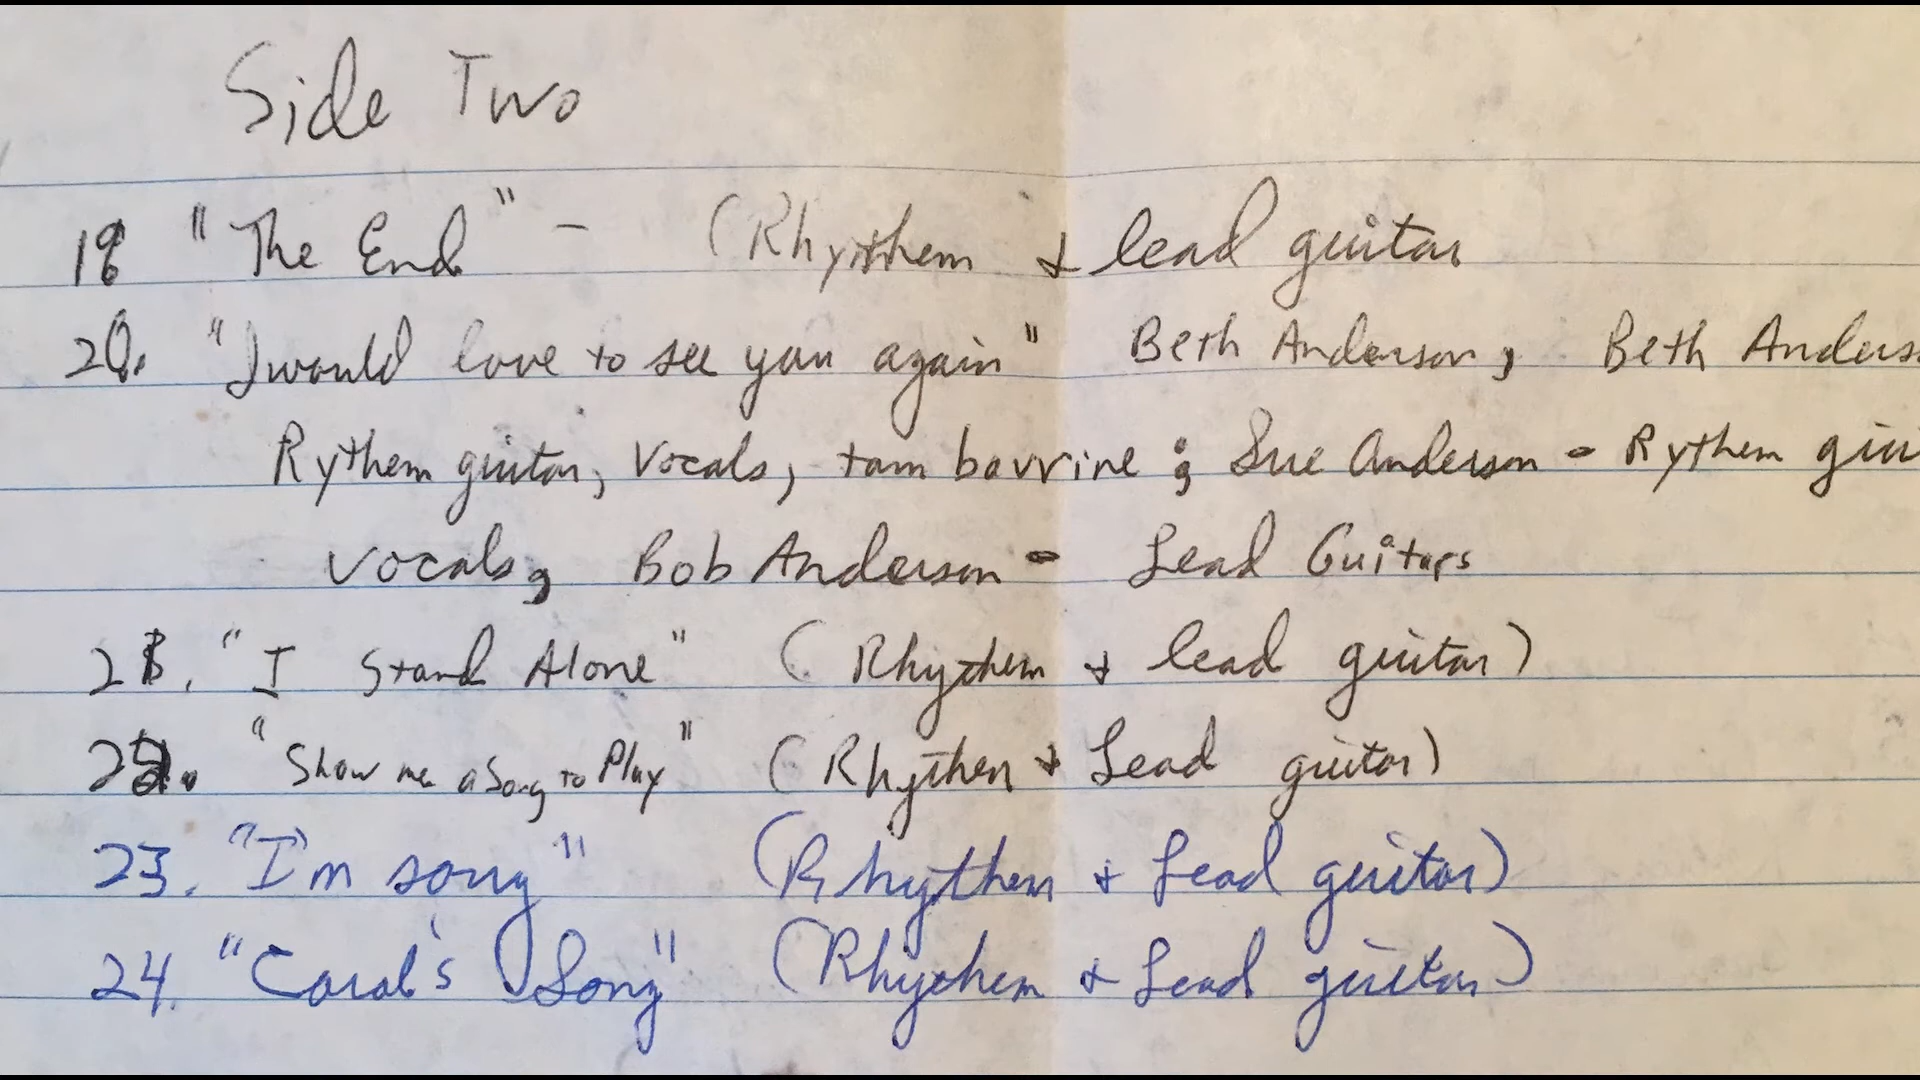 Side Two
19 "The End" - (Rhythem & lead guitar
20. "I would love to see you again" Beth Anderson, Beth Anders
Rythem guitar, Vocals, tambovrine; Sue Anderson - Rythem gui
vocals, Bob Anderson - Lead Guitars
21. "I Stand Alone" (Rhythem & lead guitar)
22. "Show me a Song to Play" (Rhythem & Lead guitar)
23. "I'm song" (Rhythem & Lead guitar)
24. "Carol's Song" (Rhythem & Lead guitar)